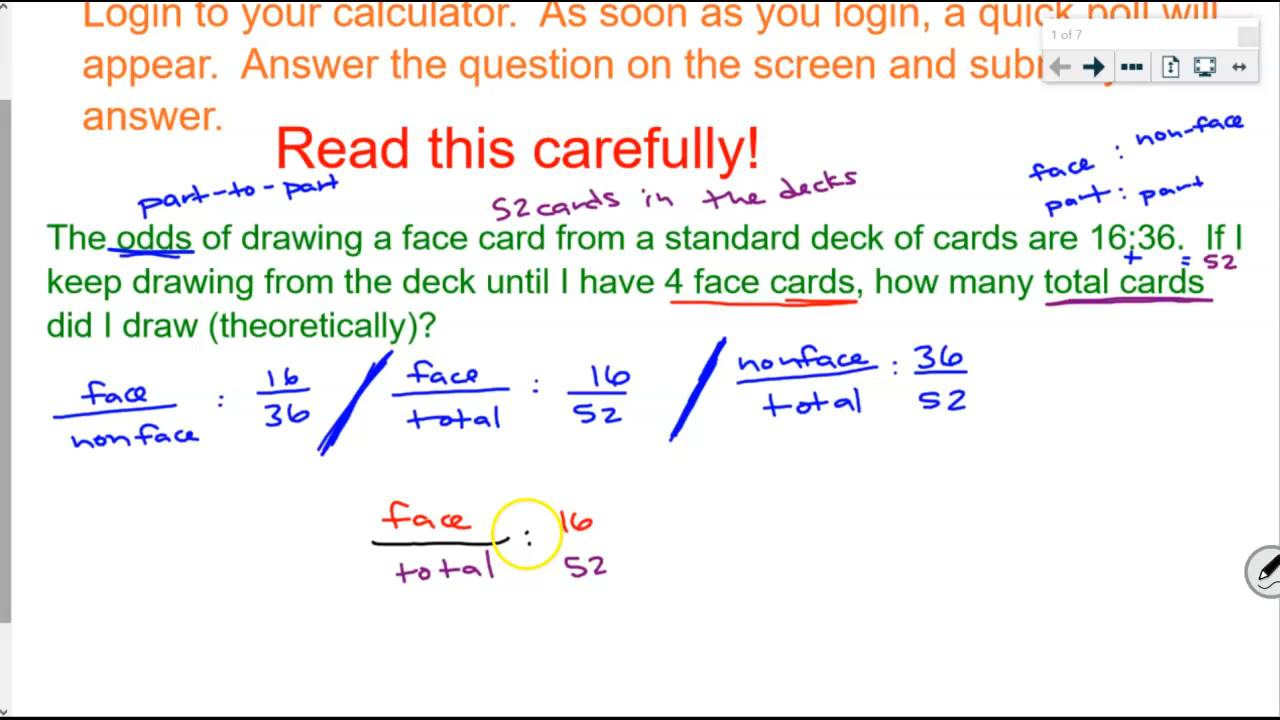 Login to your calculator. As soon as you login, a quick poll will
1 of 7
appear. Answer the question on the screen and
answer.
Read this carefully!
face : non-face
part : part
part-to-part
52 cards in the decks
The odds of drawing a face card from a standard deck of cards are 16:36. If I
+ = 52
keep drawing from the deck until I have 4 face cards, how many total cards
did I draw (theoretically)?
face : 16 / face : 16 / nonface : 36
nonface 36 total 52 total 52
face : 16
total 52